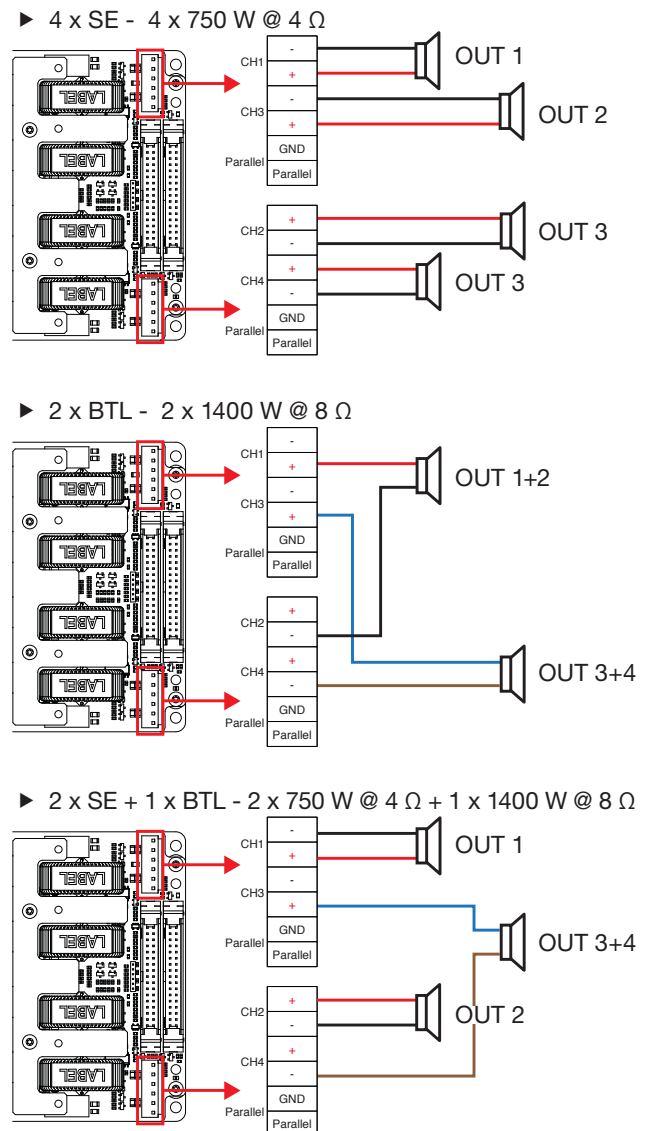 ► 4 x SE - 4 x 750 W @ 4 Ω
LABEL
LABEL
LABEL
LABEL
CH1
-
+
CH3
-
+
GND
Parallel
Parallel
OUT 1
OUT 2
CH2
+
-
CH4
+
-
GND
Parallel
Parallel
OUT 3
OUT 3
► 2 x BTL - 2 x 1400 W @ 8 Ω
LABEL
LABEL
LABEL
LABEL
CH1
-
+
CH3
-
+
GND
Parallel
Parallel
OUT 1+2
CH2
+
-
CH4
+
-
GND
Parallel
Parallel
OUT 3+4
► 2 x SE + 1 x BTL - 2 x 750 W @ 4 Ω + 1 x 1400 W @ 8 Ω
LABEL
LABEL
LABEL
LABEL
CH1
-
+
CH3
-
+
GND
Parallel
Parallel
OUT 1
OUT 3+4
CH2
+
-
CH4
+
-
GND
Parallel
Parallel
OUT 2